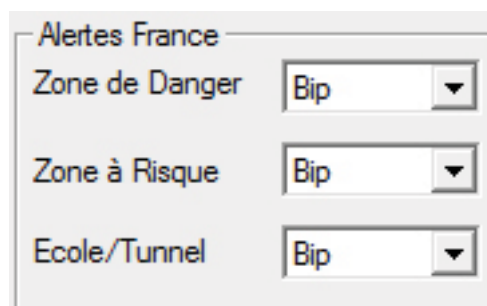 Alertes France
Zone de Danger Bip
Zone à Risque Bip
Ecole/Tunnel Bip